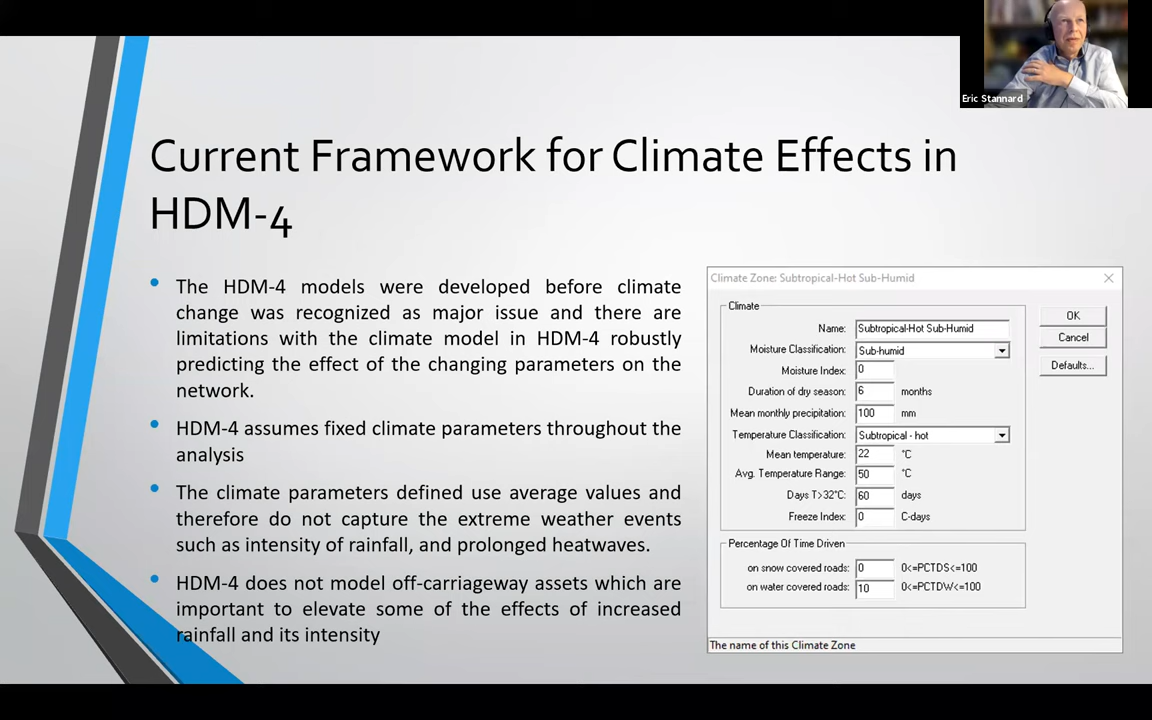 Eric Stannard
Current Framework for Climate Effects in
HDM-4
• The HDM-4 models were developed before climate
change was recognized as major issue and there are
limitations with the climate model in HDM-4 robustly
predicting the effect of the changing parameters on the
network.
• HDM-4 assumes fixed climate parameters throughout the
analysis
• The climate parameters defined use average values and
therefore do not capture the extreme weather events
such as intensity of rainfall, and prolonged heatwaves.
• HDM-4 does not model off-carriageway assets which are
important to elevate some of the effects of increased
rainfall and its intensity
Climate Zone: Subtropical-Hot Sub-Humid
Climate
Name: Subtropical-Hot Sub-Humid
Moisture Classification: Sub-humid
Moisture Index: 0
Duration of dry season: 6 months
Mean monthly precipitation: 100 mm
Temperature Classification: Subtropical - hot
Mean temperature: 22 °C
Avg. Temperature Range: 50 °C
Days T>32°C: 60 days
Freeze Index: 0 C-days
Percentage Of Time Driven
on snow covered roads: 0 0<=PCTDS<=100
on water covered roads: 10 0<=PCTDW<=100
OK
Cancel
Defaults...
The name of this Climate Zone